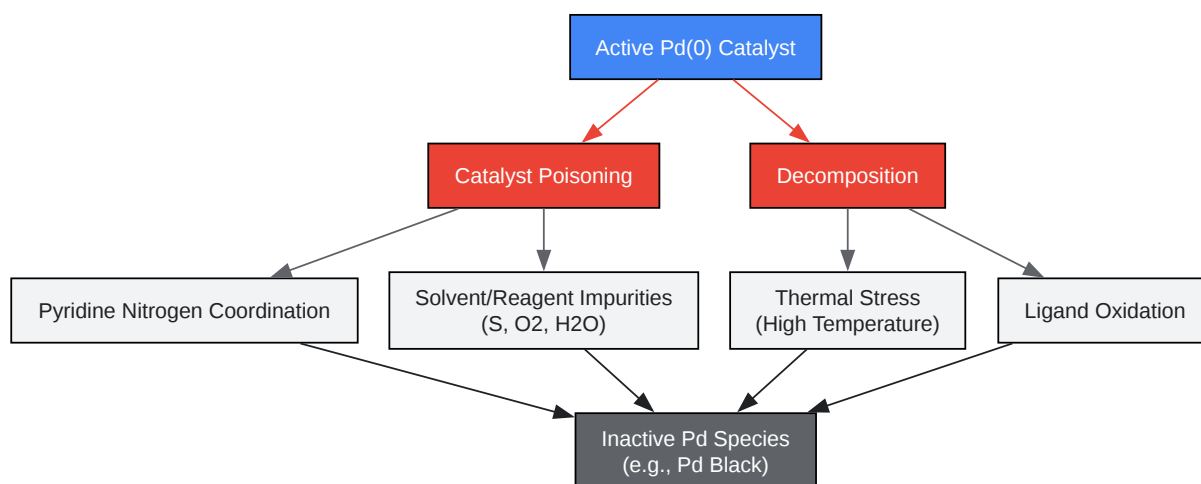 Active Pd(0) Catalyst
Catalyst Poisoning
Decomposition
Pyridine Nitrogen Coordination
Solvent/Reagent Impurities
(S, O2, H2O)
Thermal Stress
(High Temperature)
Ligand Oxidation
Inactive Pd Species
(e.g., Pd Black)